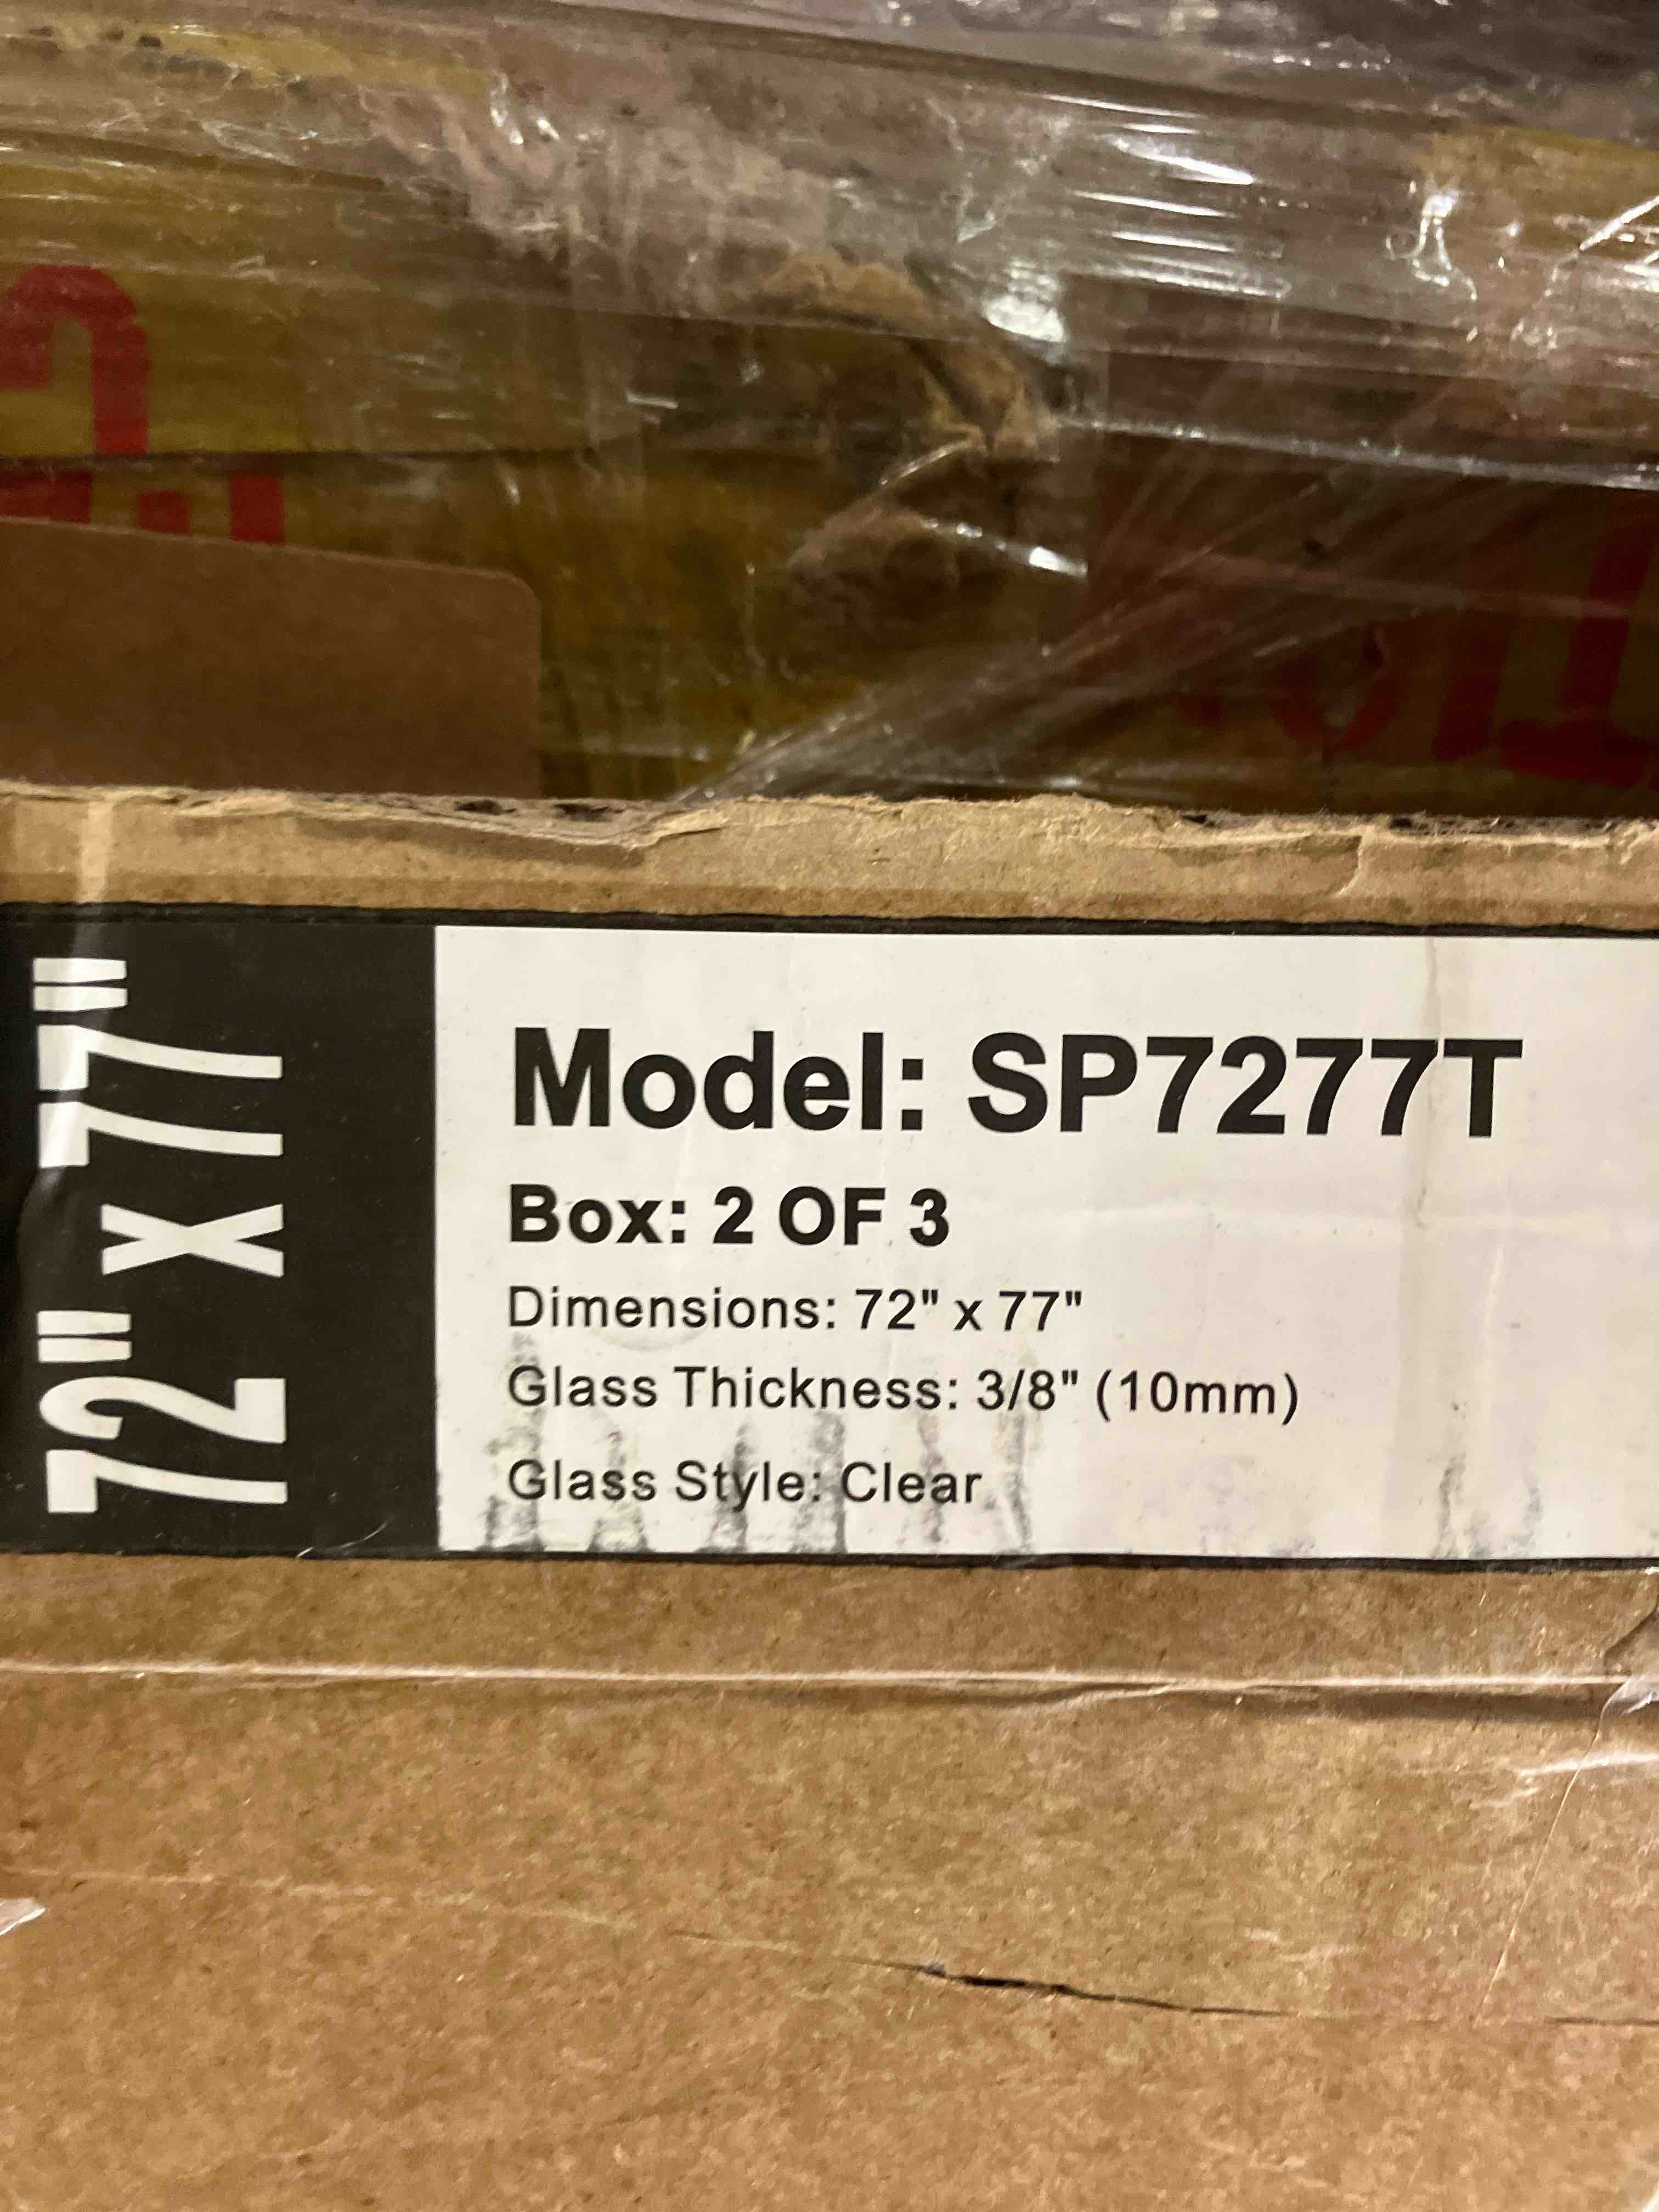 72" x 77"
Model: SP7277T
Box: 2 OF 3
Dimensions: 72" x 77"
Glass Thickness: 3/8" (10mm)
Glass Style: Clear